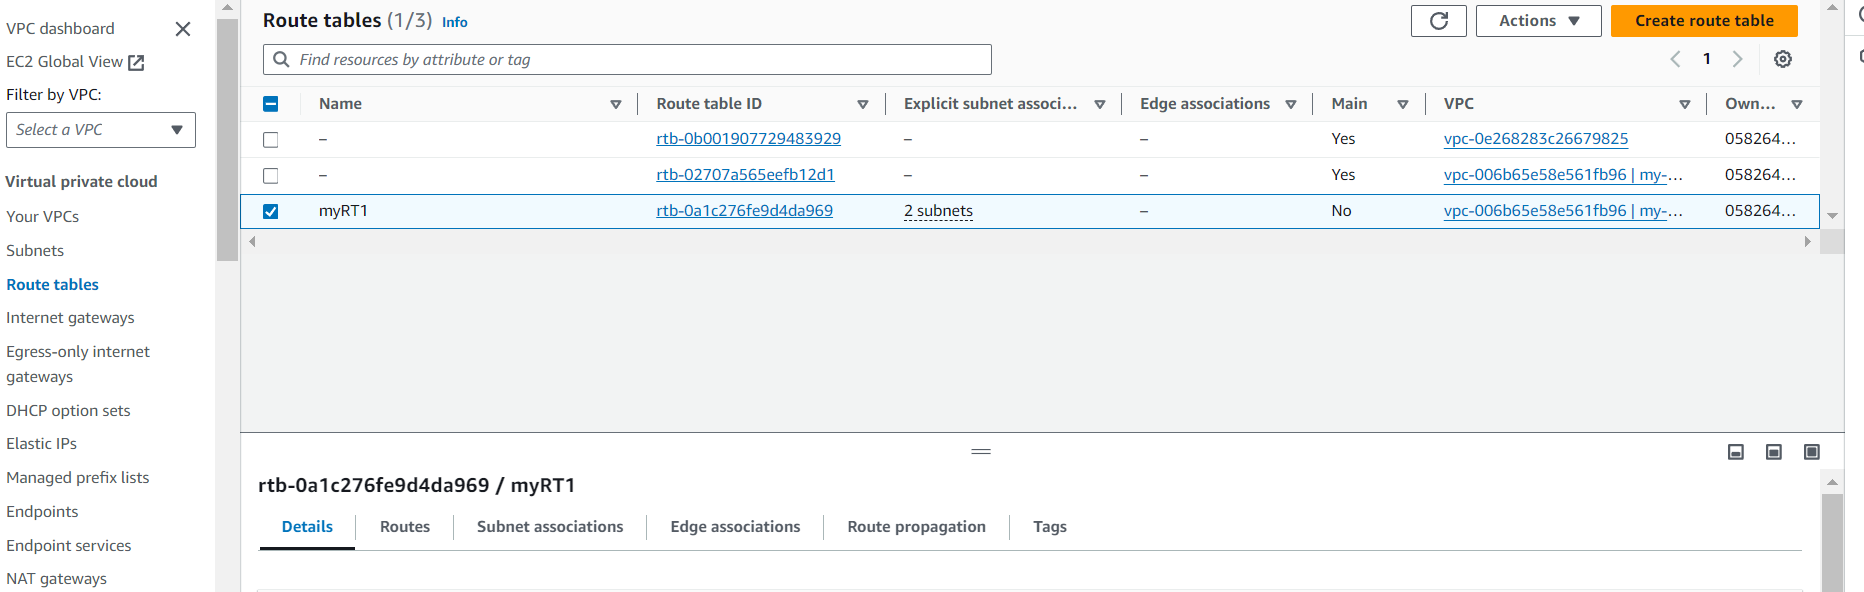 VPC dashboard
EC2 Global View
Filter by VPC:
Select a VPC
Virtual private cloud
Your VPCs
Subnets
Route tables
Internet gateways
Egress-only internet
gateways
DHCP option sets
Elastic IPs
Managed prefix lists
Endpoints
Endpoint services
NAT gateways
Route tables (1/3) Info
Actions
Create route table
Find resources by attribute or tag
1
Name Route table ID Explicit subnet associ... Edge associations Main VPC Own...
– rtb-0b001907729483929 – – Yes vpc-0e268283c26679825 058264...
– rtb-02707a565eefb12d1 – – Yes vpc-006b65e58e561fb96 | my-... 058264...
myRT1 rtb-0a1c276fe9d4da969 2 subnets – No vpc-006b65e58e561fb96 | my-... 058264...
rtb-0a1c276fe9d4da969 / myRT1
Details Routes Subnet associations Edge associations Route propagation Tags